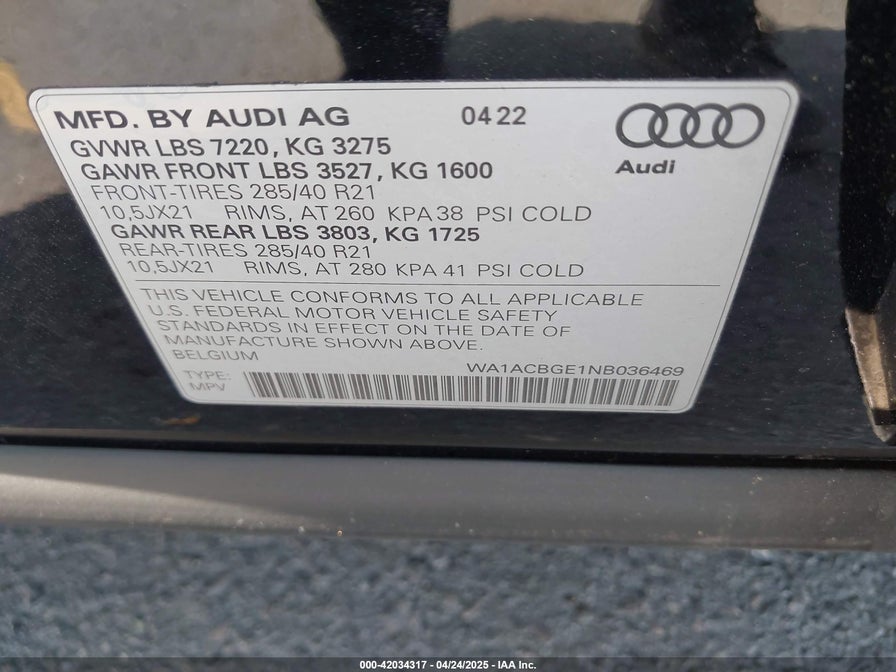 MFD. BY AUDI AG 04 22
Audi
GVWR LBS 7220, KG 3275
GAWR FRONT LBS 3527, KG 1600
FRONT-TIRES 285/40 R21
10,5JX21 RIMS, AT 260 KPA 38 PSI COLD
GAWR REAR LBS 3803, KG 1725
REAR-TIRES 285/40 R21
10,5JX21 RIMS, AT 280 KPA 41 PSI COLD
THIS VEHICLE CONFORMS TO ALL APPLICABLE
U.S. FEDERAL MOTOR VEHICLE SAFETY
STANDARDS IN EFFECT ON THE DATE OF
MANUFACTURE SHOWN ABOVE.
BELGIUM
WA1ACBGE1NB036469
TYPE:
MPV
000-42034317 - 04/24/2025 - IAA Inc.